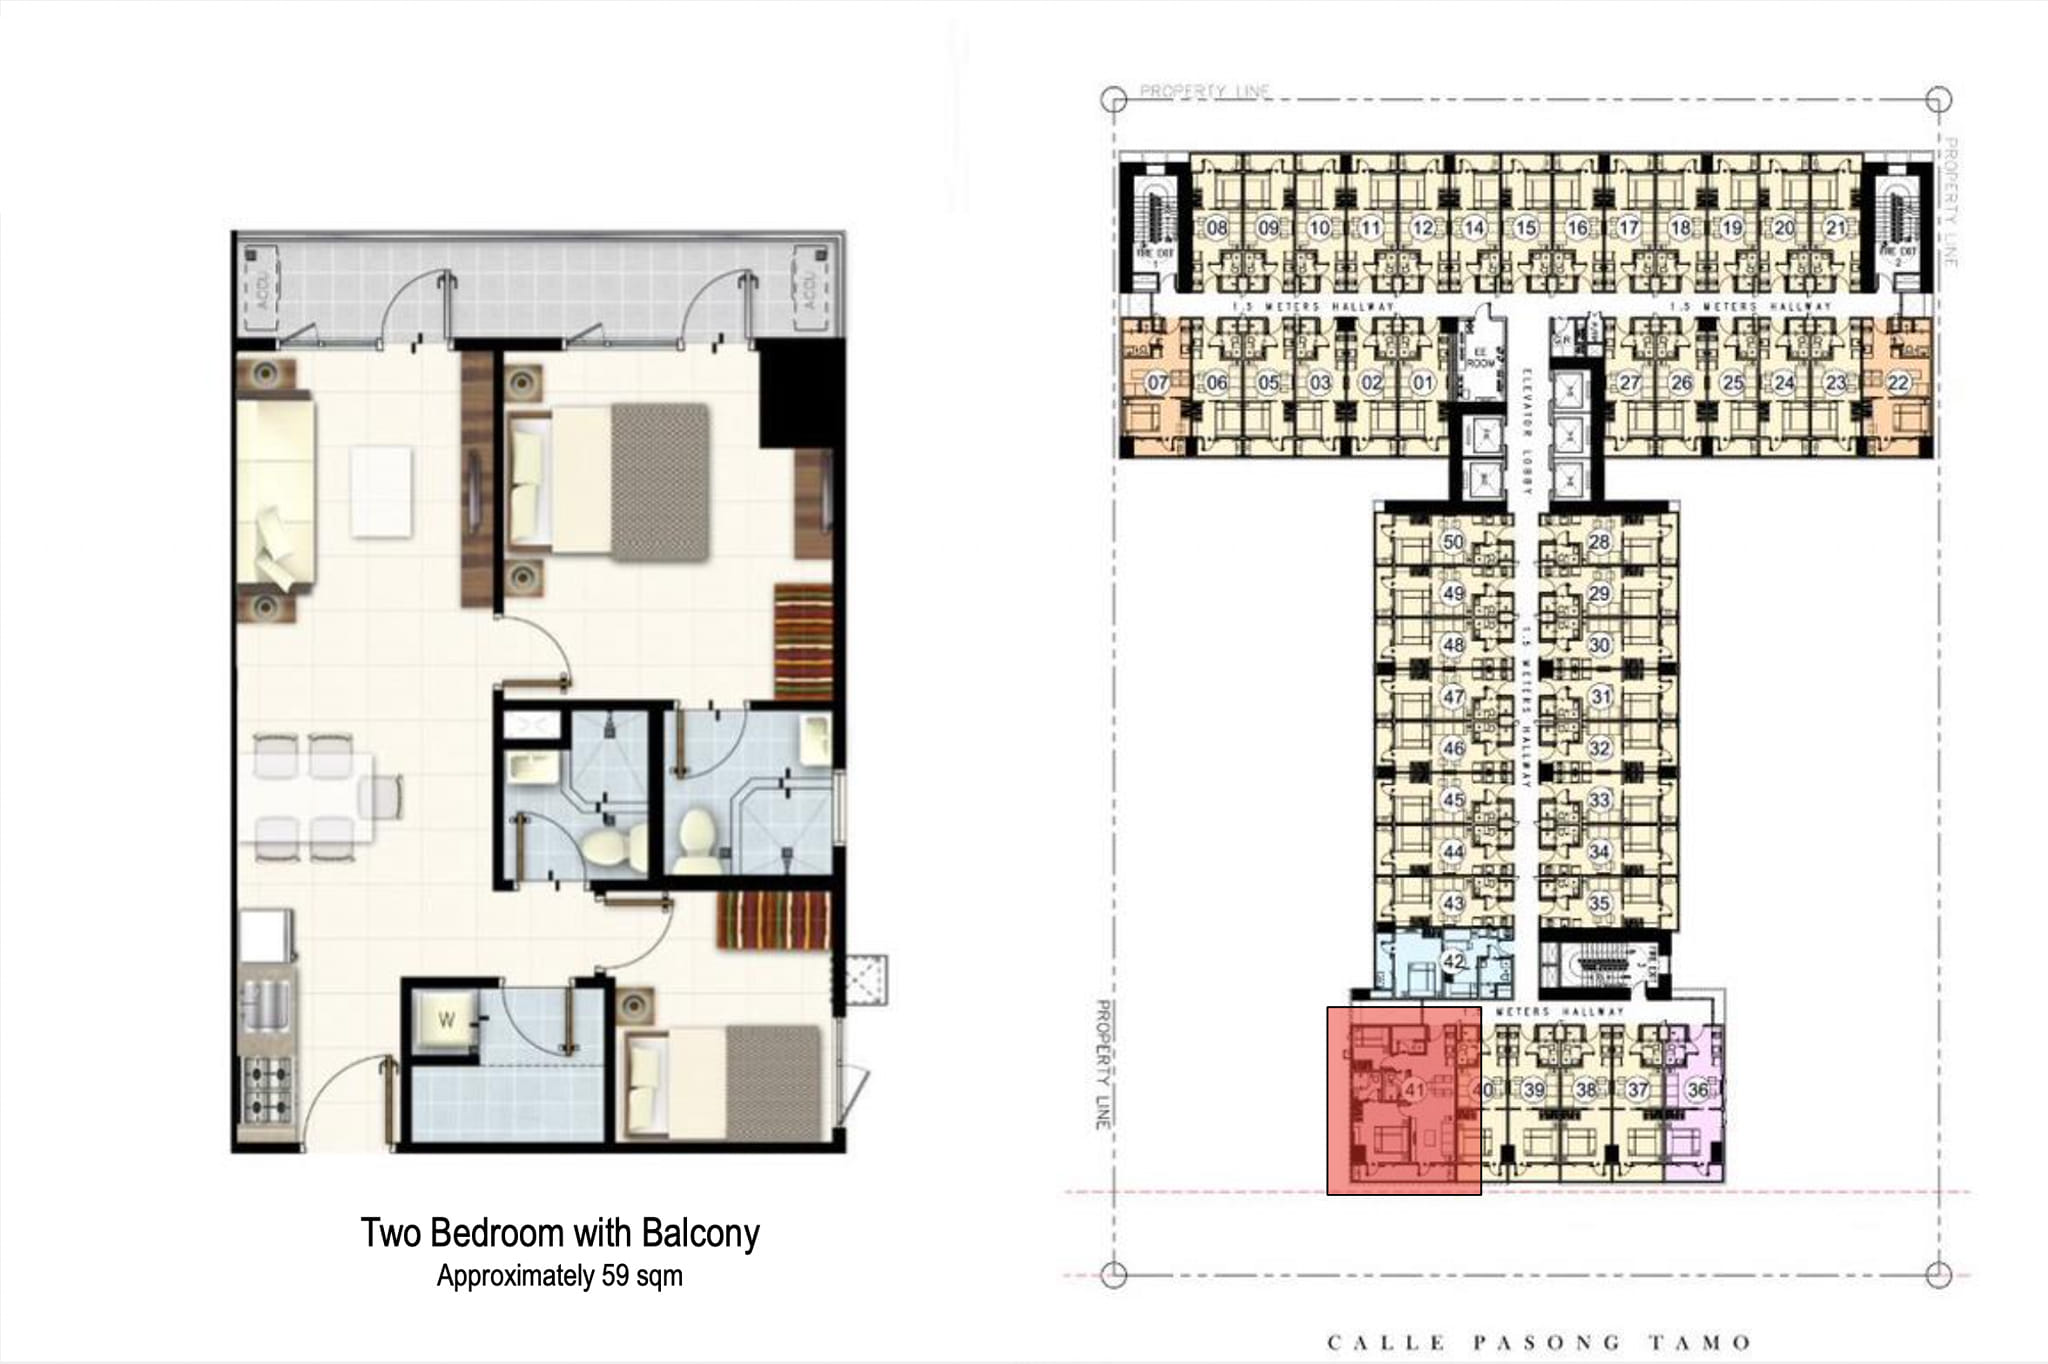 ACCU
ACCU
W
Two Bedroom with Balcony
Approximately 59 sqm
PROPERTY LINE
PROPERTY LINE
08 09 10 11 12 14 15 16 17 18 19 20 21
FIRE EXIT
1
FIRE EXIT
2
1.5 METERS HALLWAY
1.5 METERS HALLWAY
07 06 05 03 02 01
EE
ROOM
27 26 25 24 23 22
ELEVATOR LOBBY
50 28
49 29
48 30
1.5 METERS HALLWAY
47 31
46 32
45 33
44 34
43 35
42
FIRE EXIT
3
1.5 METERS HALLWAY
PROPERTY LINE
41 40 39 38 37 36
CALLE PASONG TAMO